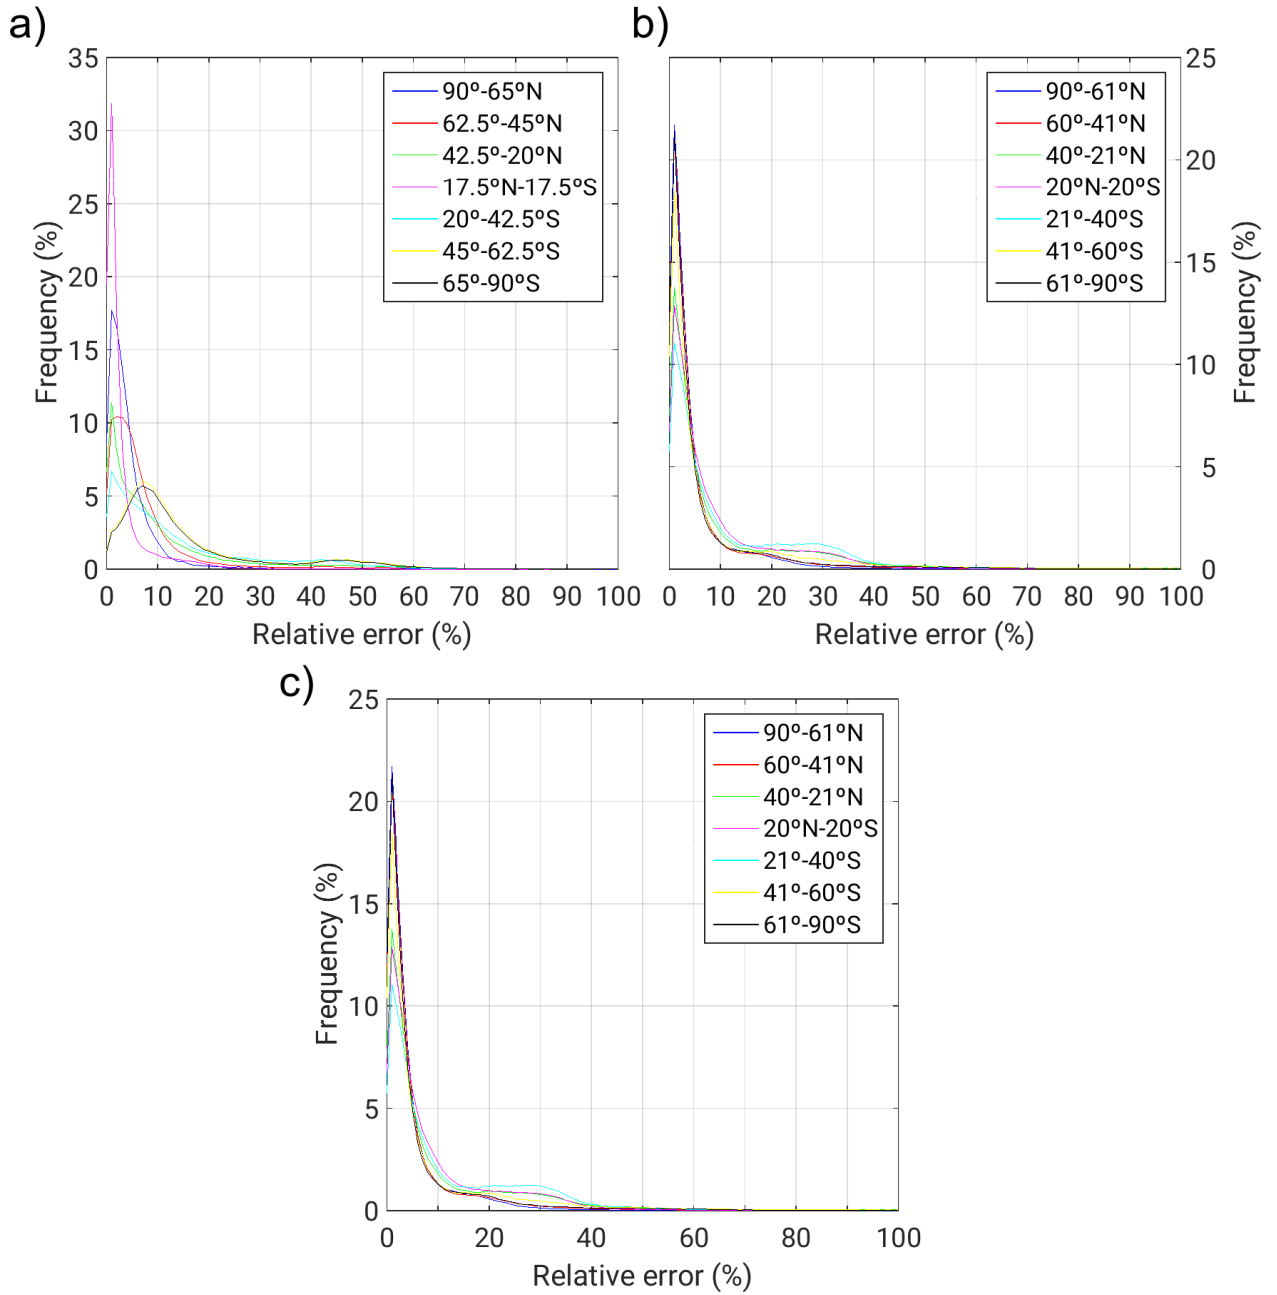 a)
35
30
25
20
15
10
5
0
Frequency (%)
0 10 20 30 40 50 60 70 80 90 100
Relative error (%)
90º-65ºN
62.5º-45ºN
42.5º-20ºN
17.5ºN-17.5ºS
20º-42.5ºS
45º-62.5ºS
65º-90ºS
b)
25
20
15
10
5
0
Frequency (%)
0 10 20 30 40 50 60 70 80 90 100
Relative error (%)
90º-61ºN
60º-41ºN
40º-21ºN
20ºN-20ºS
21º-40ºS
41º-60ºS
61º-90ºS
c)
25
20
15
10
5
0
Frequency (%)
0 20 40 60 80 100
Relative error (%)
90º-61ºN
60º-41ºN
40º-21ºN
20ºN-20ºS
21º-40ºS
41º-60ºS
61º-90ºS